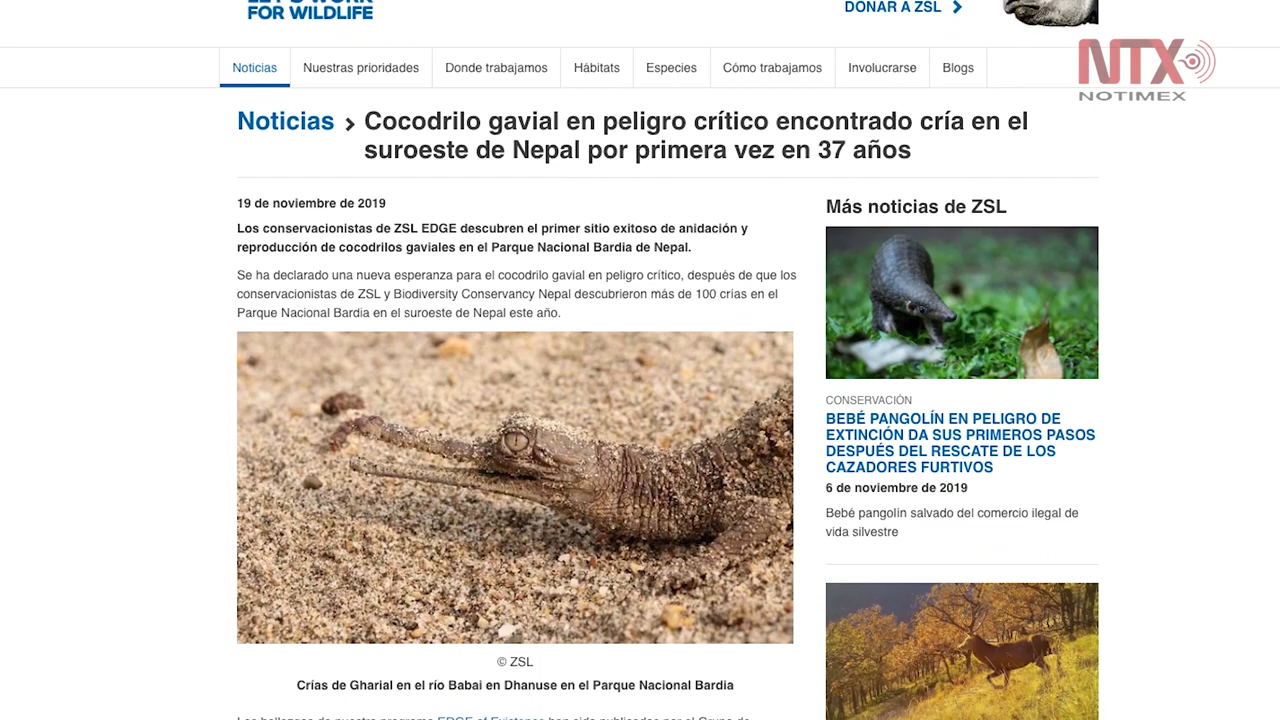 FOR WILDLIFE
DONAR A ZSL
NTX
NOTIMEX
Noticias
Nuestras prioridades
Donde trabajamos
Hábitats
Especies
Cómo trabajamos
Involucrarse
Blogs
Noticias > Cocodrilo gavial en peligro crítico encontrado cría en el
suroeste de Nepal por primera vez en 37 años
19 de noviembre de 2019
Los conservacionistas de ZSL EDGE descubren el primer sitio exitoso de anidación y
reproducción de cocodrilos gaviales en el Parque Nacional Bardia de Nepal.
Se ha declarado una nueva esperanza para el cocodrilo gavial en peligro crítico, después de que los
conservacionistas de ZSL y Biodiversity Conservancy Nepal descubrieron más de 100 crías en el
Parque Nacional Bardia en el suroeste de Nepal este año.
© ZSL
Crías de Gharial en el río Babai en Dhanuse en el Parque Nacional Bardia
Más noticias de ZSL
CONSERVACIÓN
BEBÉ PANGOLÍN EN PELIGRO DE
EXTINCIÓN DA SUS PRIMEROS PASOS
DESPUÉS DEL RESCATE DE LOS
CAZADORES FURTIVOS
6 de noviembre de 2019
Bebé pangolín salvado del comercio ilegal de
vida silvestre